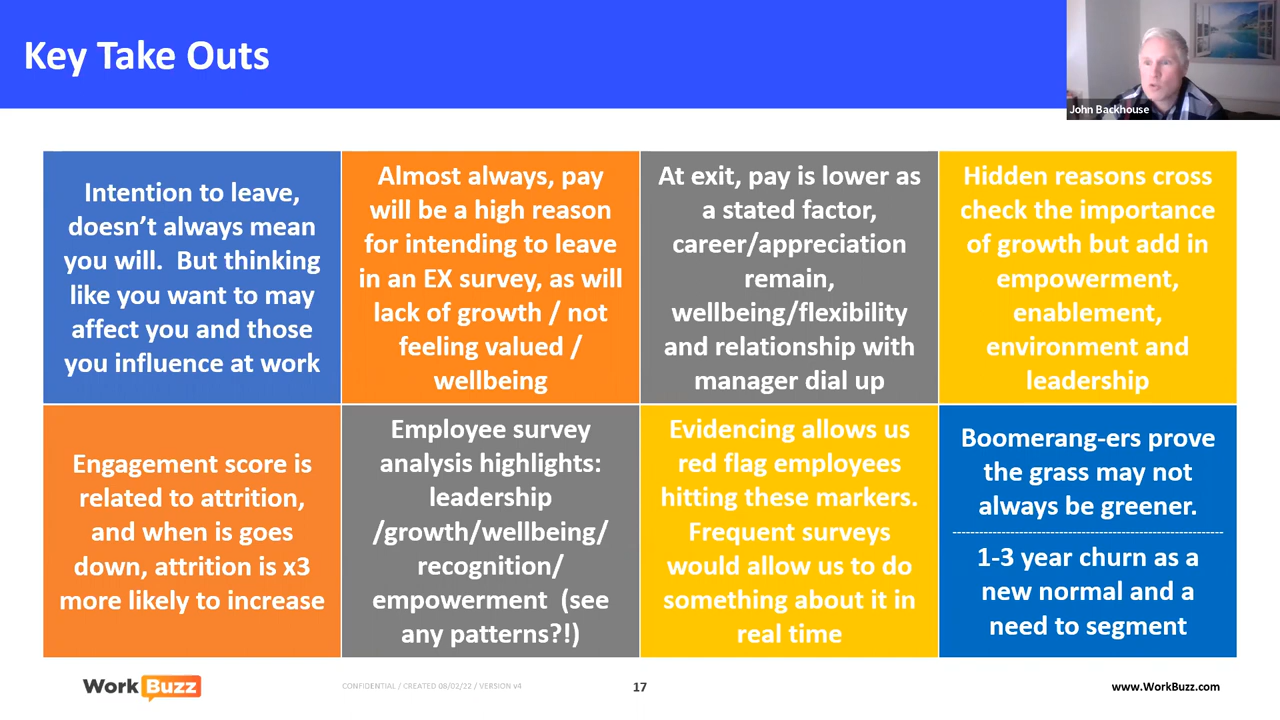 Key Take Outs
John Backhouse
Intention to leave,
doesn’t always mean
you will.  But thinking
like you want to may
affect you and those
you influence at work
Almost always, pay
will be a high reason
for intending to leave
in an EX survey, as will
lack of growth / not
feeling valued /
wellbeing
At exit, pay is lower as
a stated factor,
career/appreciation
remain,
wellbeing/flexibility
and relationship with
manager dial up
Hidden reasons cross
check the importance
of growth but add in
empowerment,
enablement,
environment and
leadership
Engagement score is
related to attrition,
and when is goes
down, attrition is x3
more likely to increase
Employee survey
analysis highlights:
leadership
/growth/wellbeing/
recognition/
empowerment  (see
any patterns?!)
Evidencing allows us
red flag employees
hitting these markers.
Frequent surveys
would allow us to do
something about it in
real time
Boomerang-ers prove
the grass may not
always be greener.
1-3 year churn as a
new normal and a
need to segment
Work Buzz
CONFIDENTIAL / CREATED 08/02/22 / VERSION v4
17
www.WorkBuzz.com